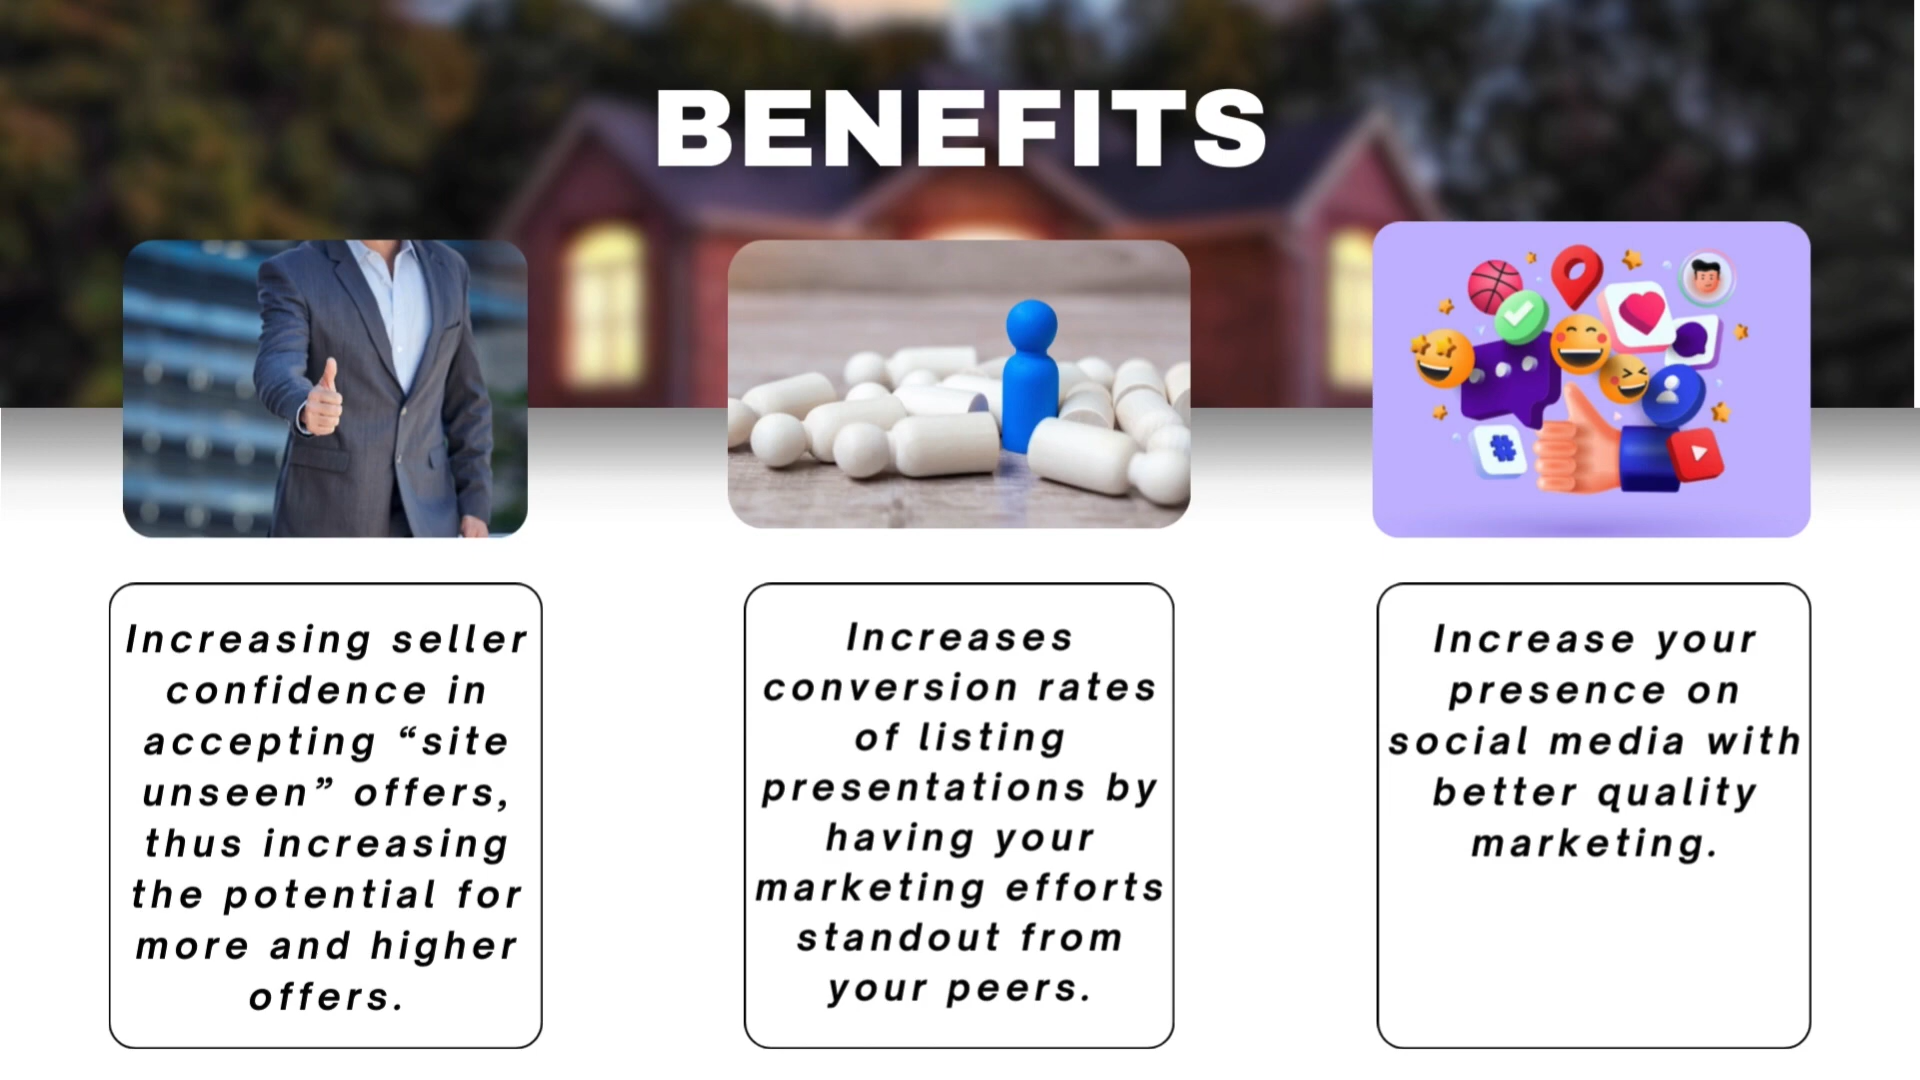 BENEFITS
Increasing seller
confidence in
accepting “site
unseen” offers,
thus increasing
the potential for
more and higher
offers.
Increases
conversion rates
of listing
presentations by
having your
marketing efforts
standout from
your peers.
Increase your
presence on
social media with
better quality
marketing.